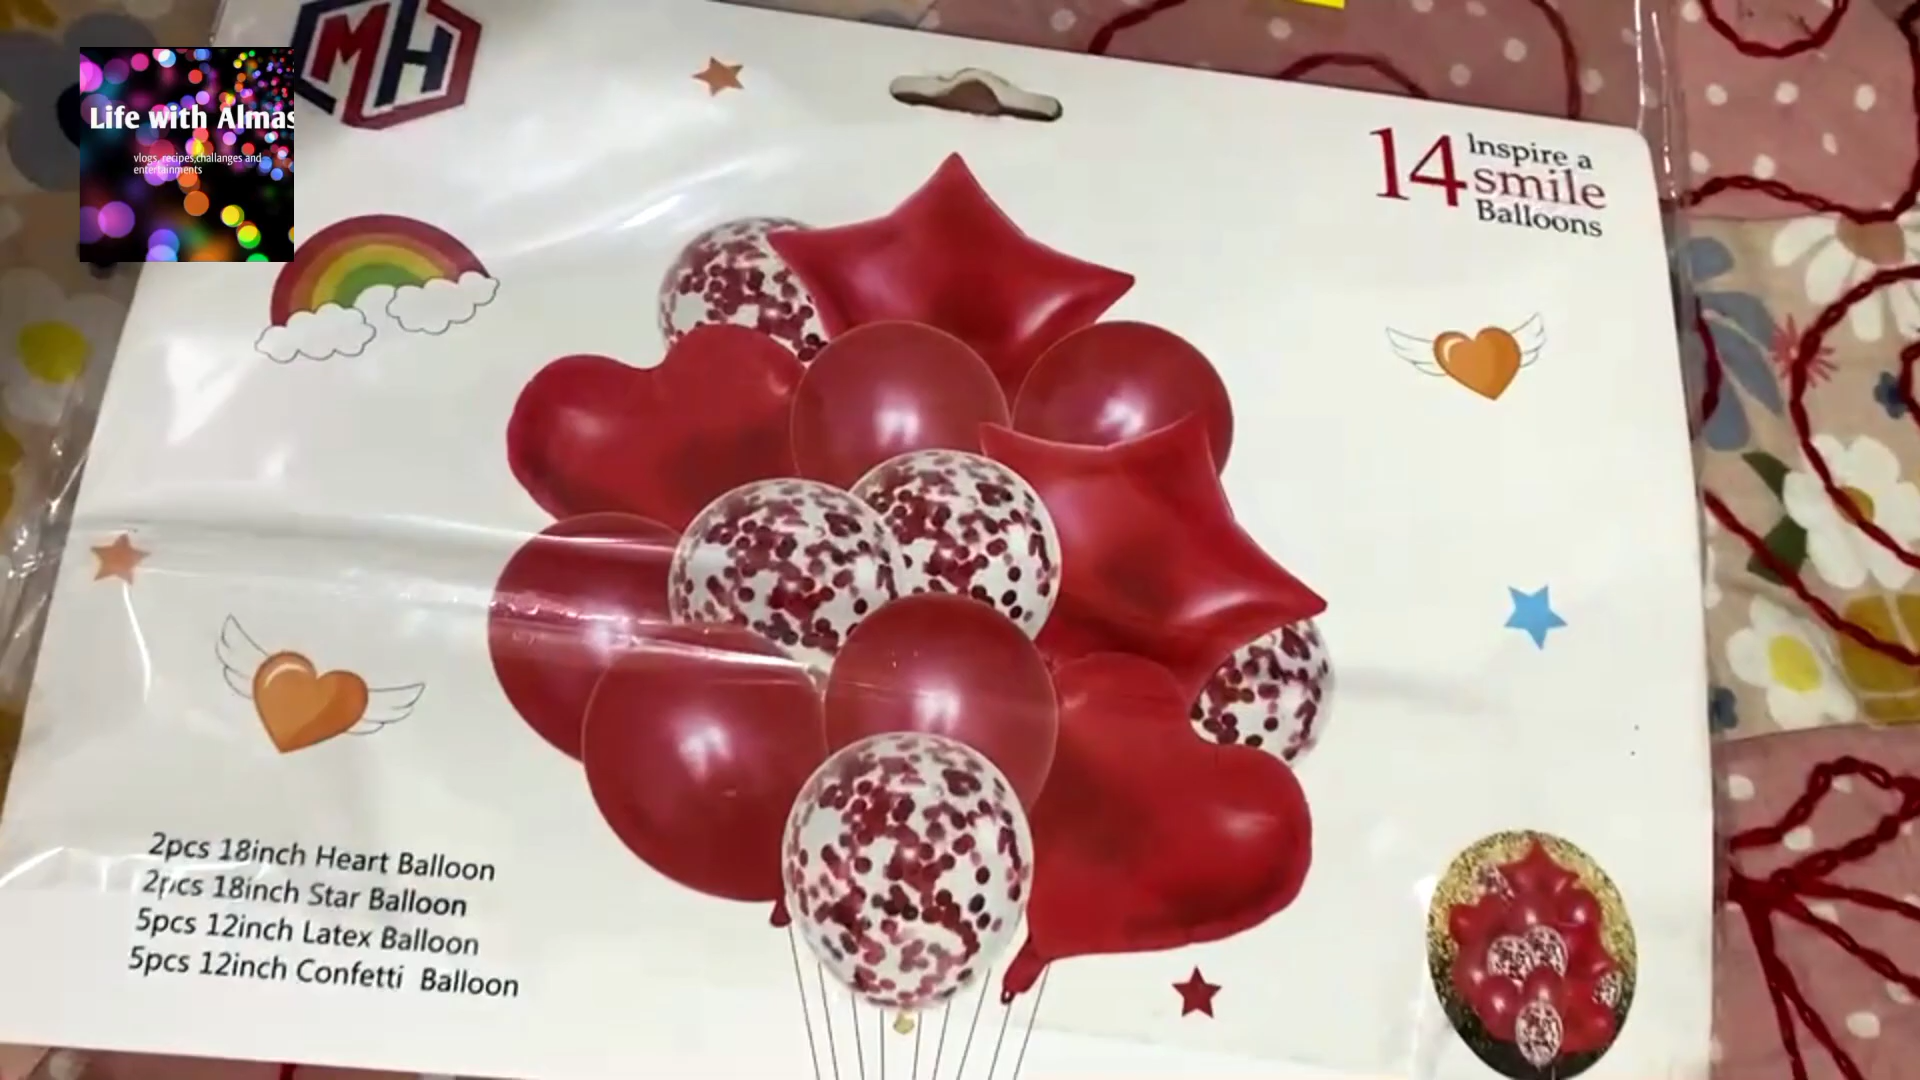 MH
Life with Almas
vlogs, recipes,challanges and
entertainments
14
Inspire a
smile
Balloons
2pcs 18inch Heart Balloon
2pcs 18inch Star Balloon
5pcs 12inch Latex Balloon
5pcs 12inch Confetti Balloon